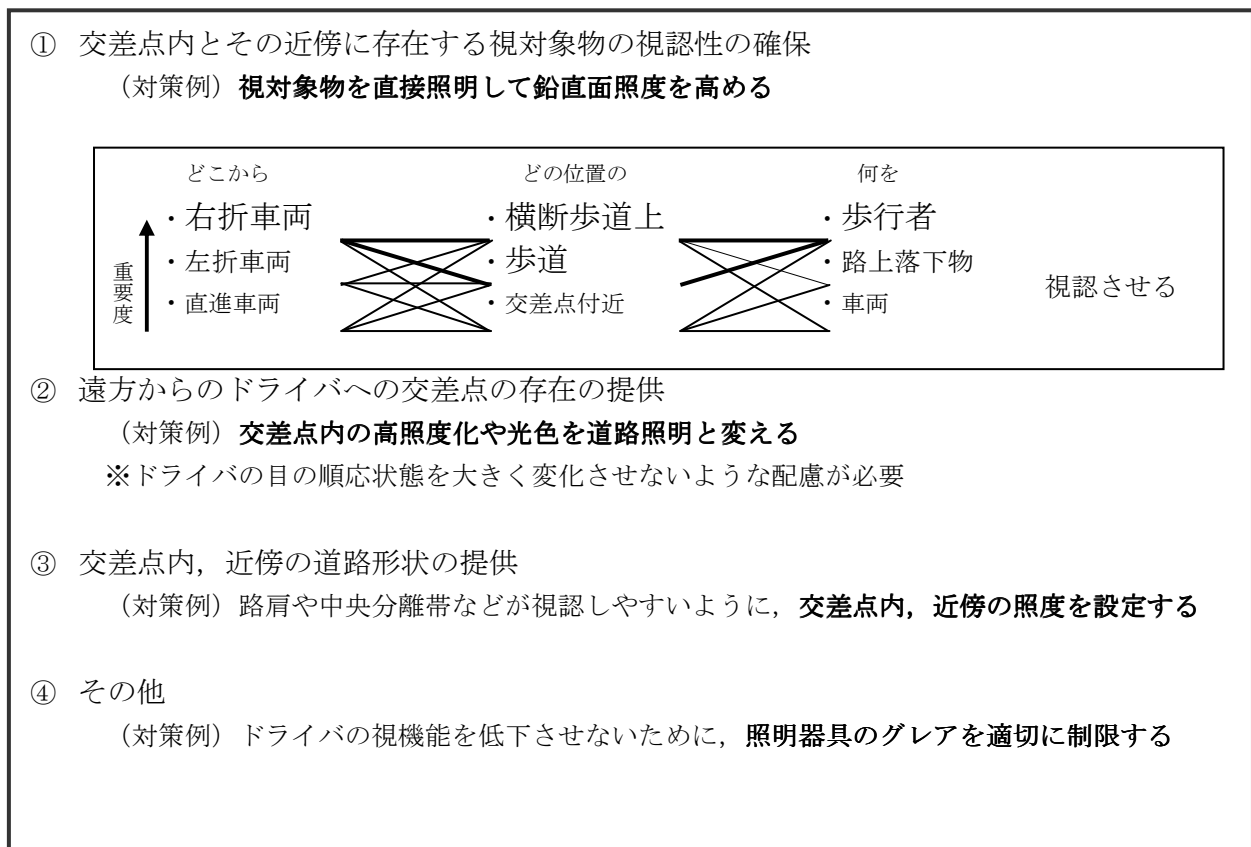 ① 交差点内とその近傍に存在する視対象物の視認性の確保
（対策例）視対象物を直接照明して鉛直面照度を高める
どこから どの位置の 何を
・右折車両 ・横断歩道上 ・歩行者
・左折車両 ・歩道 ・路上落下物
・直進車両 ・交差点付近 ・車両
重要度
視認させる
② 遠方からのドライバへの交差点の存在の提供
（対策例）交差点内の高照度化や光色を道路照明と変える
※ドライバの目の順応状態を大きく変化させないような配慮が必要
③ 交差点内，近傍の道路形状の提供
（対策例）路肩や中央分離帯などが視認しやすいように，交差点内，近傍の照度を設定する
④ その他
（対策例）ドライバの視機能を低下させないために，照明器具のグレアを適切に制限する